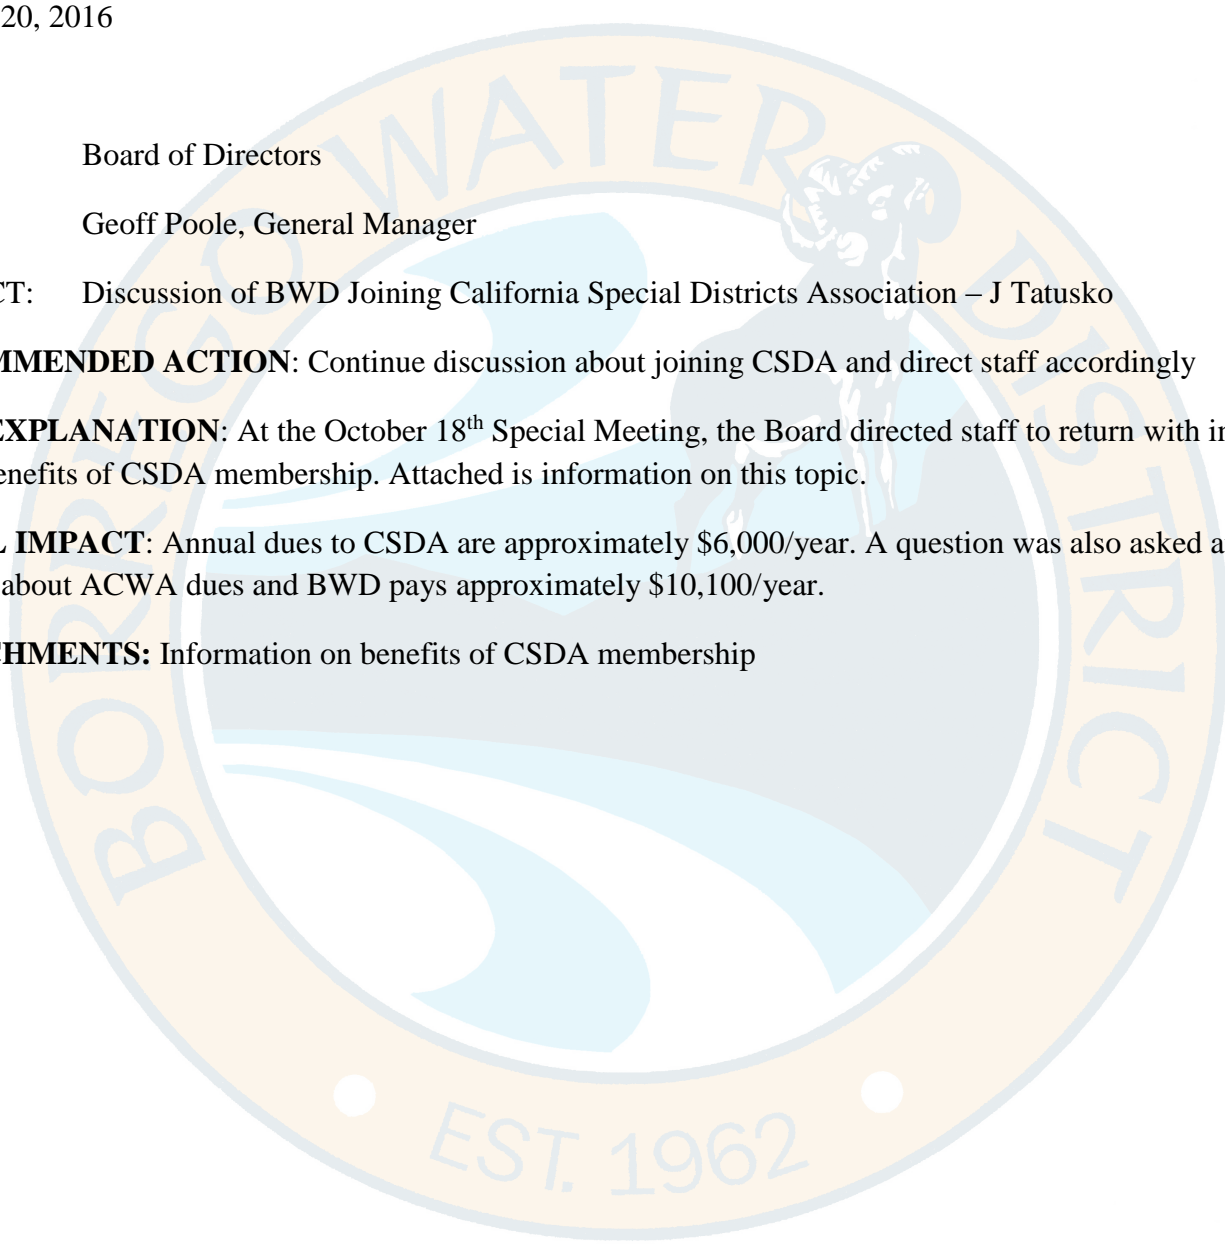 20, 2016
Board of Directors
Geoff Poole, General Manager
CT: Discussion of BWD Joining California Special Districts Association – J Tatusko
MMENDED ACTION: Continue discussion about joining CSDA and direct staff accordingly
EXPLANATION: At the October 18th Special Meeting, the Board directed staff to return with
enefits of CSDA membership. Attached is information on this topic.
IMPACT: Annual dues to CSDA are approximately $6,000/year. A question was also asked
about ACWA dues and BWD pays approximately $10,100/year.
CHMENTS: Information on benefits of CSDA membership
BORREGO WATER DISTRICT
EST. 1962